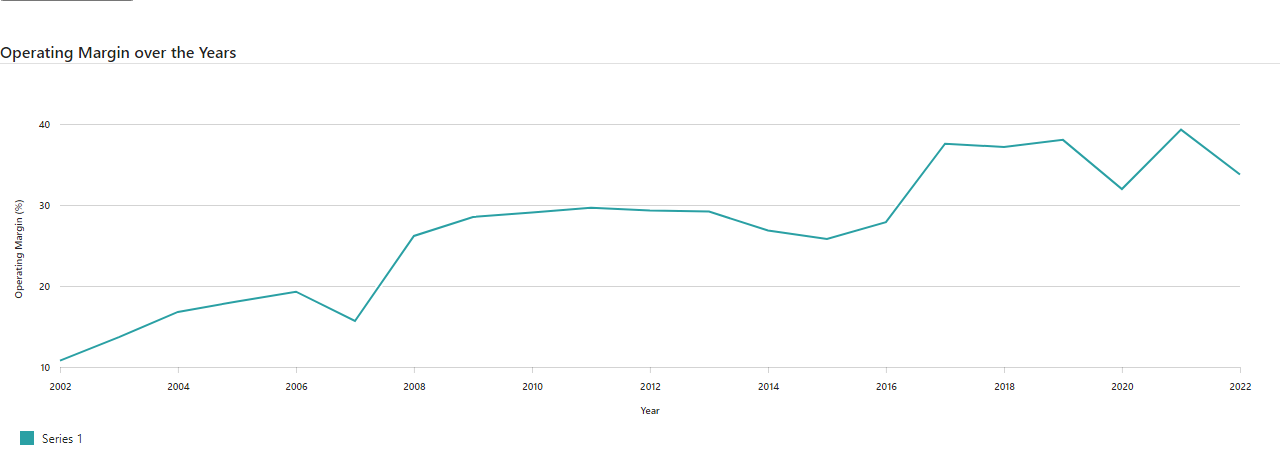 Operating Margin over the Years
40
30
20
10
Operating Margin (%)
2002 2004 2006 2008 2010 2012 2014 2016 2018 2020 2022
Year
Series 1